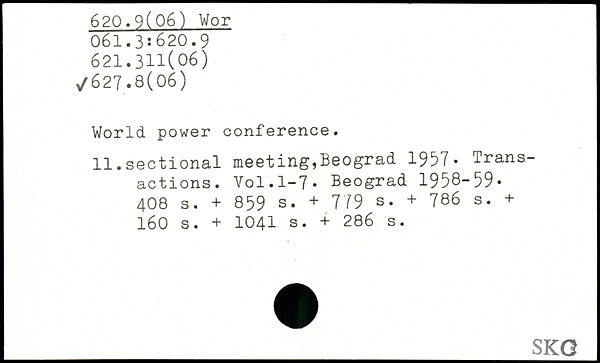 620.9(06) Wor
061.3:620.9
621.311(06)
✓627.8(06)
World power conference.
11.sectional meeting,Beograd 1957. Trans-
actions. Vol.1-7. Beograd 1958-59.
408 s. + 859 s. + 779 s. + 786 s. +
160 s. + 1041 s. + 286 s.
SKC